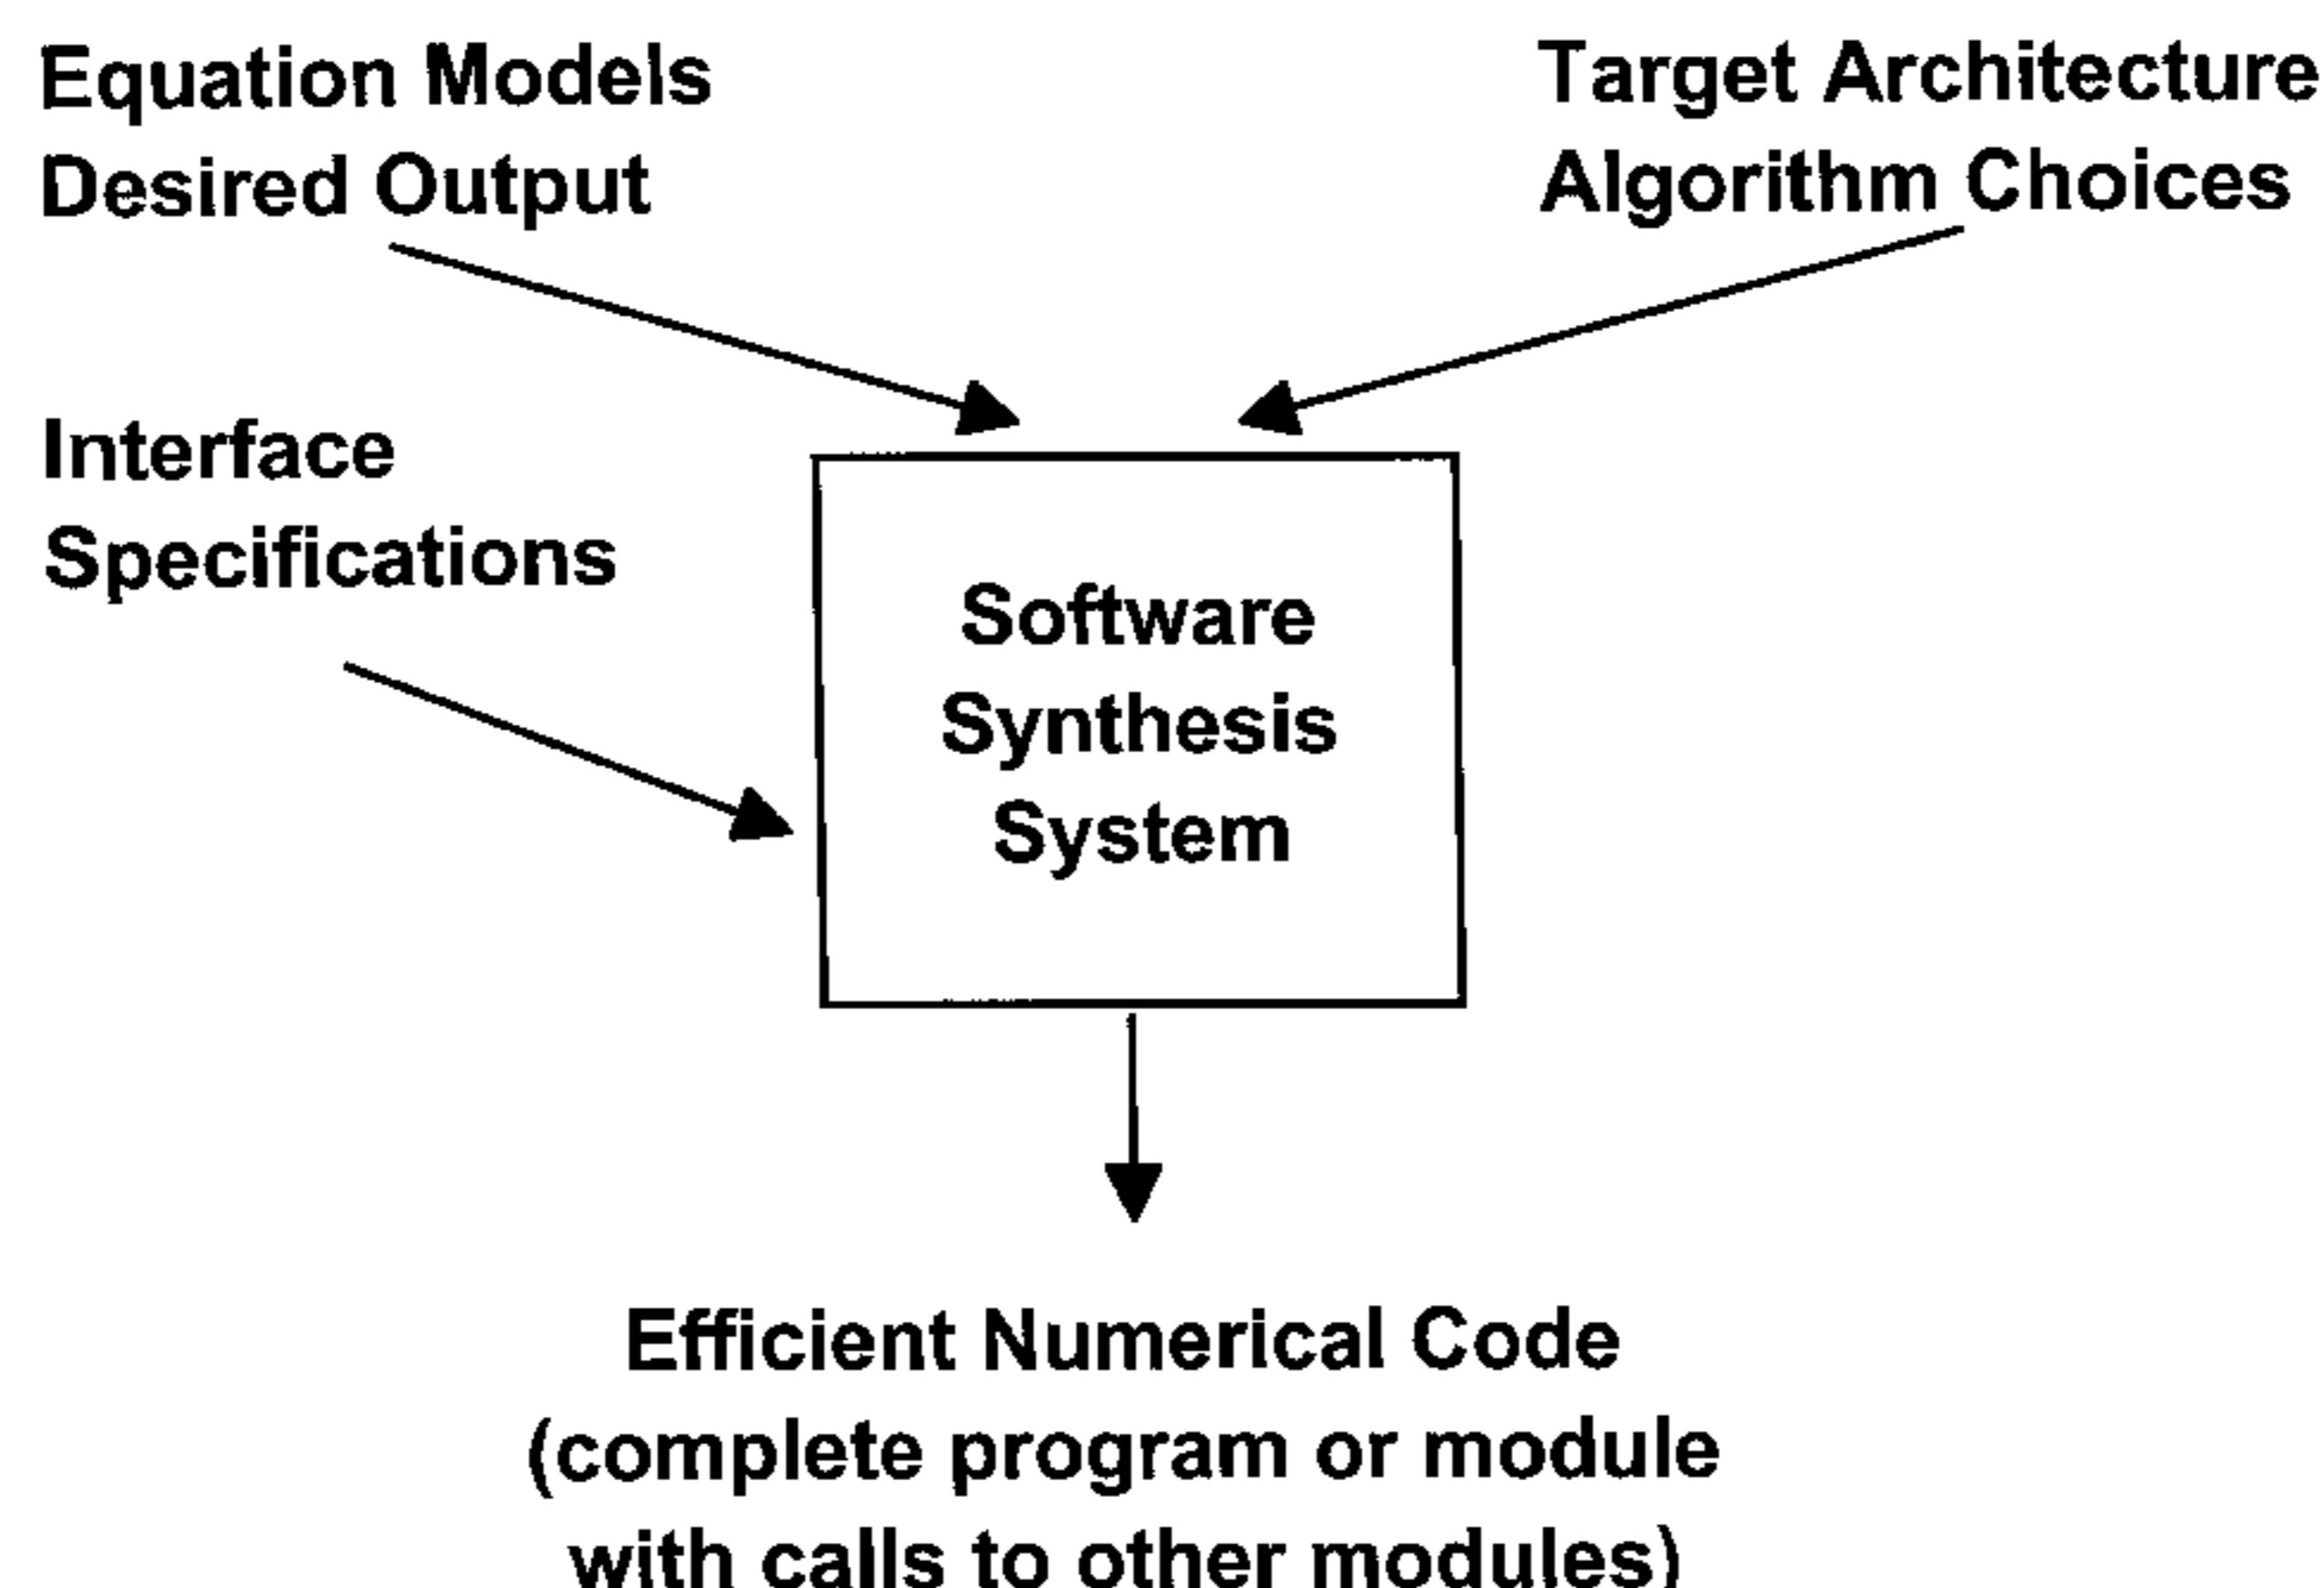 Equation Models
Desired Output
Target Architecture
Algorithm Choices
Interface
Specifications
Software
Synthesis
System
Efficient Numerical Code
(complete program or module
with calls to other modules)